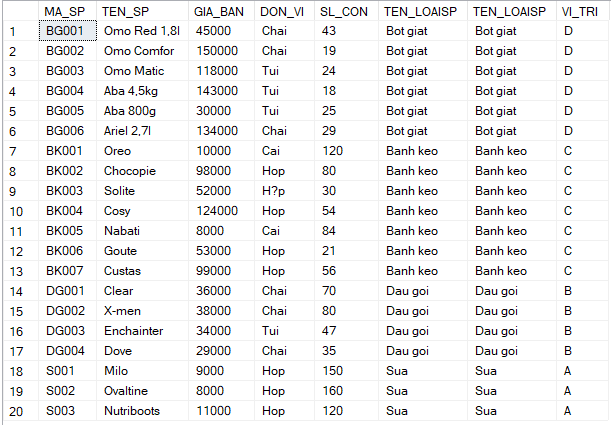 MA_SP TEN_SP GIA_BAN DON_VI SL_CON TEN_LOAISP TEN_LOAISP VI_TRI
1 BG001 Omo Red 1,8l 45000 Chai 43 Bot giat Bot giat D
2 BG002 Omo Comfor 150000 Chai 19 Bot giat Bot giat D
3 BG003 Omo Matic 118000 Tui 24 Bot giat Bot giat D
4 BG004 Aba 4,5kg 143000 Tui 18 Bot giat Bot giat D
5 BG005 Aba 800g 30000 Tui 25 Bot giat Bot giat D
6 BG006 Ariel 2,7l 134000 Chai 29 Bot giat Bot giat D
7 BK001 Oreo 10000 Cai 120 Banh keo Banh keo C
8 BK002 Chocopie 98000 Hop 80 Banh keo Banh keo C
9 BK003 Solite 52000 H?p 30 Banh keo Banh keo C
10 BK004 Cosy 124000 Hop 54 Banh keo Banh keo C
11 BK005 Nabati 8000 Cai 84 Banh keo Banh keo C
12 BK006 Goute 53000 Hop 21 Banh keo Banh keo C
13 BK007 Custas 99000 Hop 56 Banh keo Banh keo C
14 DG001 Clear 36000 Chai 70 Dau goi Dau goi B
15 DG002 X-men 38000 Chai 80 Dau goi Dau goi B
16 DG003 Enchainter 34000 Tui 47 Dau goi Dau goi B
17 DG004 Dove 29000 Chai 35 Dau goi Dau goi B
18 S001 Milo 9000 Hop 150 Sua Sua A
19 S002 Ovaltine 8000 Hop 160 Sua Sua A
20 S003 Nutriboots 11000 Hop 120 Sua Sua A